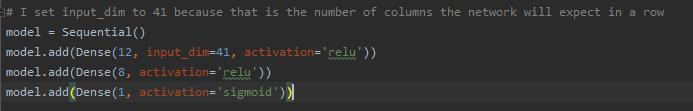 # I set input_dim to 41 because that is the number of columns the network will expect in a row
model = Sequential()
model.add(Dense(12, input_dim=41, activation='relu'))
model.add(Dense(8, activation='relu'))
model.add(Dense(1, activation='sigmoid'))